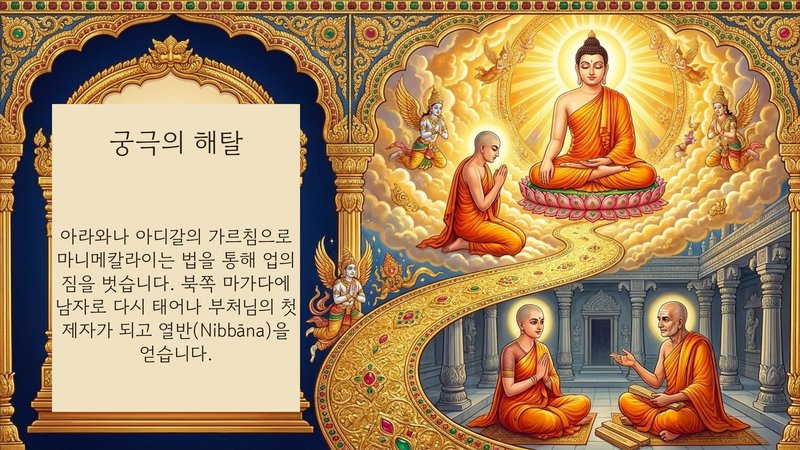 궁극의 해탈
아라와나 아디갈의 가르침으로
마니메칼라이는 법을 통해 업의
짐을 벗습니다. 북쪽 마가다에
남자로 다시 태어나 부처님의 첫
제자가 되고 열반(Nibbāna)을
얻습니다.